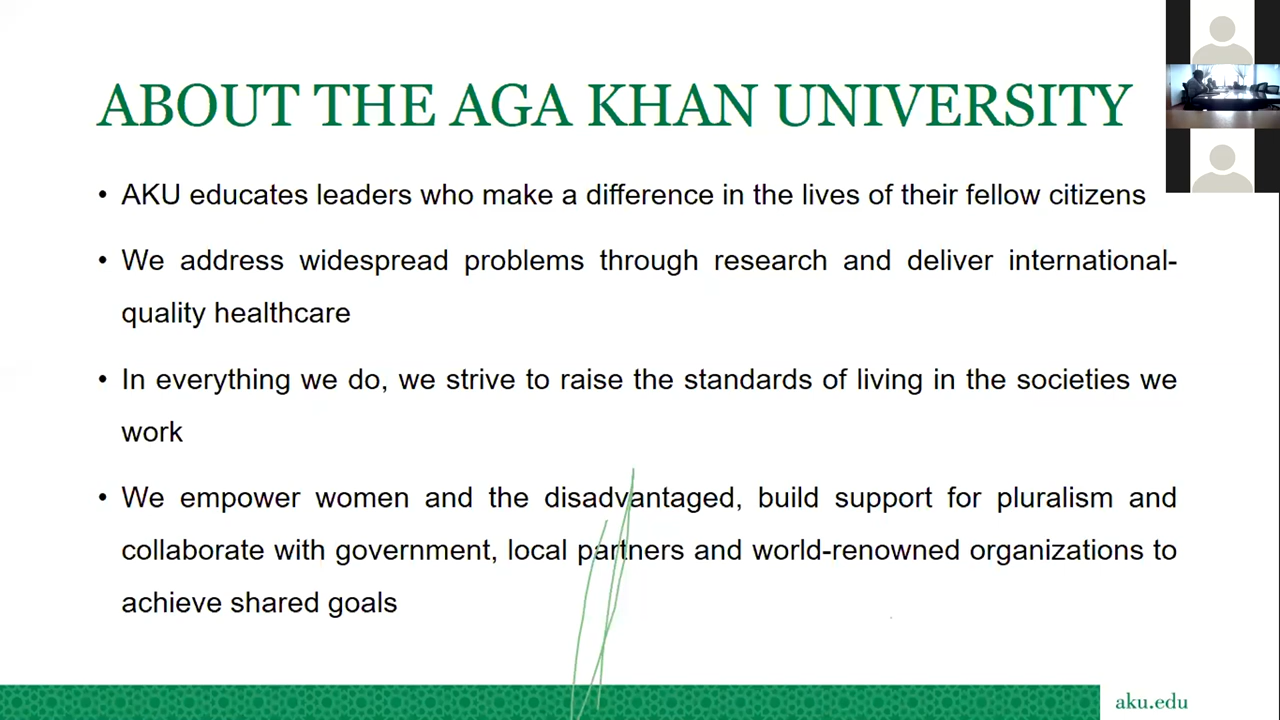 ABOUT THE AGA KHAN UNIVERSITY
• AKU educates leaders who make a difference in the lives of their fellow citizens
• We address widespread problems through research and deliver international-
quality healthcare
• In everything we do, we strive to raise the standards of living in the societies we
work
• We empower women and the disadvantaged, build support for pluralism and
collaborate with government, local partners and world-renowned organizations to
achieve shared goals
aku.edu